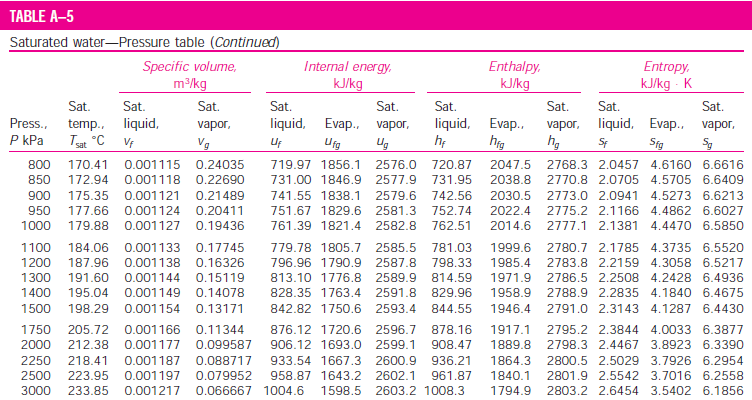 TABLE A–5
Saturated water—Pressure table (Continued)
Specific volume, Internal energy, Enthalpy, Entropy,
m³/kg kJ/kg kJ/kg kJ/kg · K
Sat. Sat. Sat. Sat. Sat. Sat. Sat. Sat. Sat.
Press., temp., liquid, vapor, liquid, Evap., vapor, liquid, Evap., vapor, liquid, Evap., vapor,
P kPa Tsat °C vf vg uf ufg ug hf hfg hg sf sfg sg
800 170.41 0.001115 0.24035 719.97 1856.1 2576.0 720.87 2047.5 2768.3 2.0457 4.6160 6.6616
850 172.94 0.001118 0.22690 731.00 1846.9 2577.9 731.95 2038.8 2770.8 2.0705 4.5705 6.6409
900 175.35 0.001121 0.21489 741.55 1838.1 2579.6 742.56 2030.5 2773.0 2.0941 4.5273 6.6213
950 177.66 0.001124 0.20411 751.67 1829.6 2581.3 752.74 2022.4 2775.2 2.1166 4.4862 6.6027
1000 179.88 0.001127 0.19436 761.39 1821.4 2582.8 762.51 2014.6 2777.1 2.1381 4.4470 6.5850
1100 184.06 0.001133 0.17745 779.78 1805.7 2585.5 781.03 1999.6 2780.7 2.1785 4.3735 6.5520
1200 187.96 0.001138 0.16326 796.96 1790.9 2587.8 798.33 1985.4 2783.8 2.2159 4.3058 6.5217
1300 191.60 0.001144 0.15119 813.10 1776.8 2589.9 814.59 1971.9 2786.5 2.2508 4.2428 6.4936
1400 195.04 0.001149 0.14078 828.35 1763.4 2591.8 829.96 1958.9 2788.9 2.2835 4.1840 6.4675
1500 198.29 0.001154 0.13171 842.82 1750.6 2593.4 844.55 1946.4 2791.0 2.3143 4.1287 6.4430
1750 205.72 0.001166 0.11344 876.12 1720.6 2596.7 878.16 1917.1 2795.2 2.3844 4.0033 6.3877
2000 212.38 0.001177 0.099587 906.12 1693.0 2599.1 908.47 1889.8 2798.3 2.4467 3.8923 6.3390
2250 218.41 0.001187 0.088717 933.54 1667.3 2600.9 936.21 1864.3 2800.5 2.5029 3.7926 6.2954
2500 223.95 0.001197 0.079952 958.87 1643.2 2602.1 961.87 1840.1 2801.9 2.5542 3.7016 6.2558
3000 233.85 0.001217 0.066667 1004.6 1598.5 2603.2 1008.3 1794.9 2803.2 2.6454 3.5402 6.1856